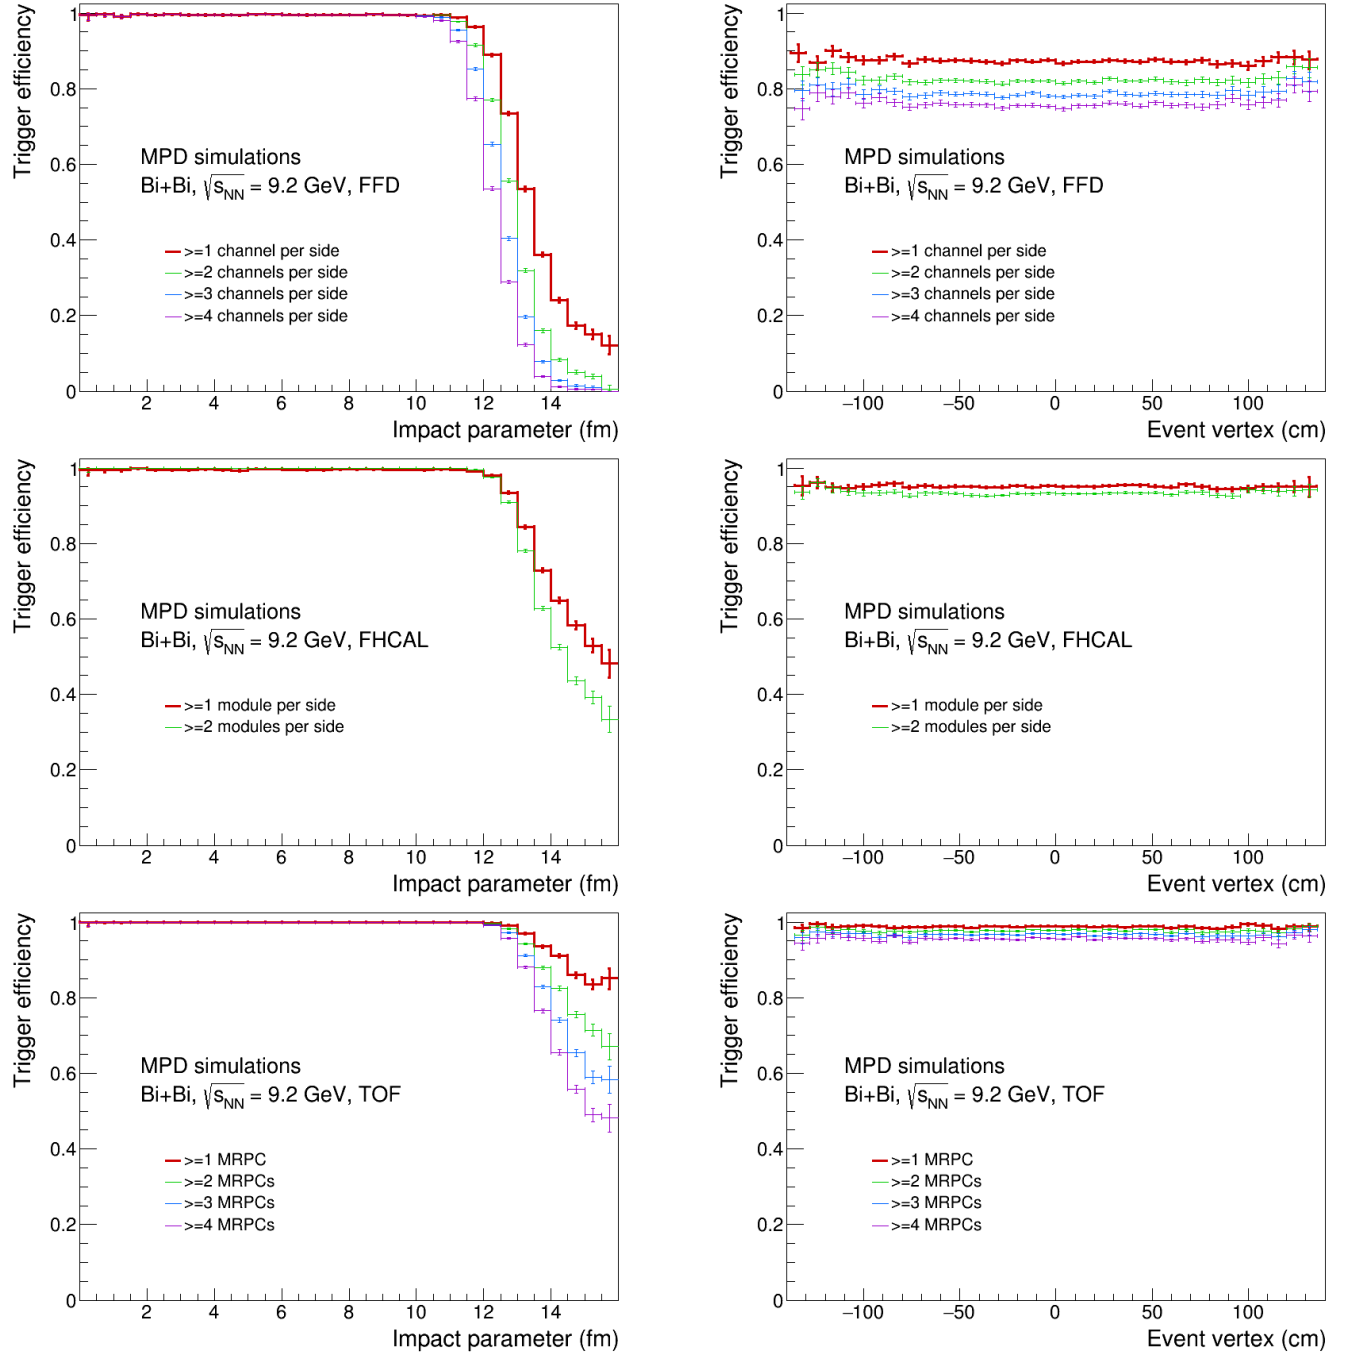 Trigger efficiency
1
0.8
0.6
0.4
0.2
0
MPD simulations
Bi+Bi, √sNN = 9.2 GeV, FFD
>=1 channel per side
>=2 channels per side
>=3 channels per side
>=4 channels per side
2 4 6 8 10 12 14
Impact parameter (fm)
Trigger efficiency
1
0.8
0.6
0.4
0.2
0
MPD simulations
Bi+Bi, √sNN = 9.2 GeV, FFD
>=1 channel per side
>=2 channels per side
>=3 channels per side
>=4 channels per side
−100 −50 0 50 100
Event vertex (cm)
Trigger efficiency
1
0.8
0.6
0.4
0.2
0
MPD simulations
Bi+Bi, √sNN = 9.2 GeV, FHCAL
>=1 module per side
>=2 modules per side
2 4 6 8 10 12 14
Impact parameter (fm)
Trigger efficiency
1
0.8
0.6
0.4
0.2
0
MPD simulations
Bi+Bi, √sNN = 9.2 GeV, FHCAL
>=1 module per side
>=2 modules per side
−100 −50 0 50 100
Event vertex (cm)
Trigger efficiency
1
0.8
0.6
0.4
0.2
0
MPD simulations
Bi+Bi, √sNN = 9.2 GeV, TOF
>=1 MRPC
>=2 MRPCs
>=3 MRPCs
>=4 MRPCs
2 4 6 8 10 12 14
Impact parameter (fm)
Trigger efficiency
1
0.8
0.6
0.4
0.2
0
MPD simulations
Bi+Bi, √sNN = 9.2 GeV, TOF
>=1 MRPC
>=2 MRPCs
>=3 MRPCs
>=4 MRPCs
−100 −50 0 50 100
Event vertex (cm)